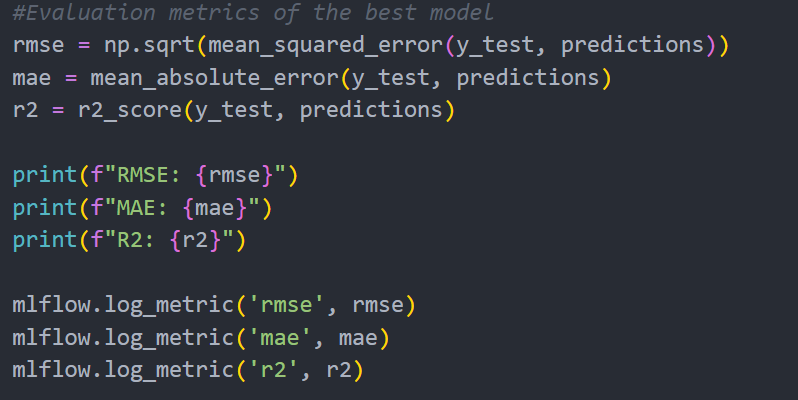 #Evaluation metrics of the best model
rmse = np.sqrt(mean_squared_error(y_test, predictions))
mae = mean_absolute_error(y_test, predictions)
r2 = r2_score(y_test, predictions)
print(f"RMSE: {rmse}")
print(f"MAE: {mae}")
print(f"R2: {r2}")
mlflow.log_metric('rmse', rmse)
mlflow.log_metric('mae', mae)
mlflow.log_metric('r2', r2)